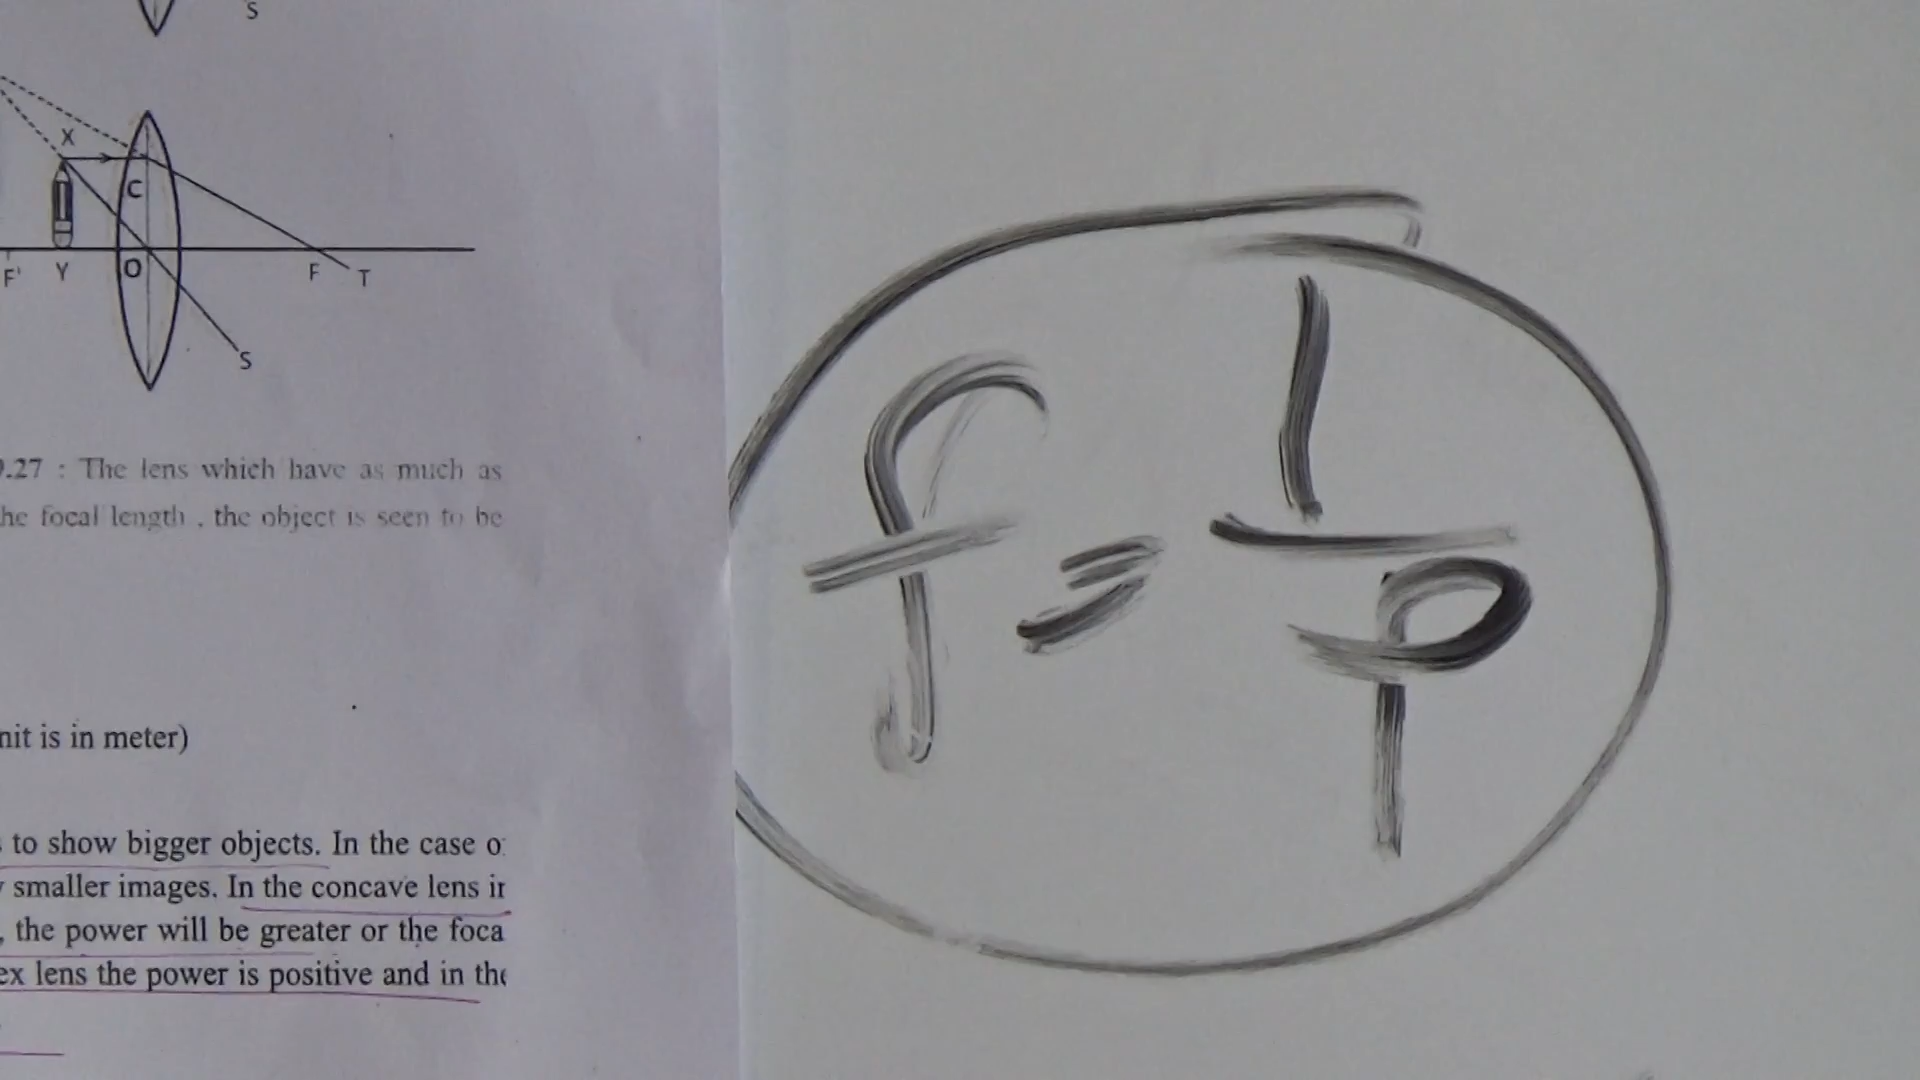 S
X
C
F' Y O F T
S
.27 : The lens which have as much as
he focal length , the object is seen to be
nit is in meter)
to show bigger objects. In the case o
smaller images. In the concave lens in
, the power will be greater or the foca
ex lens the power is positive and in the
f = 1/p